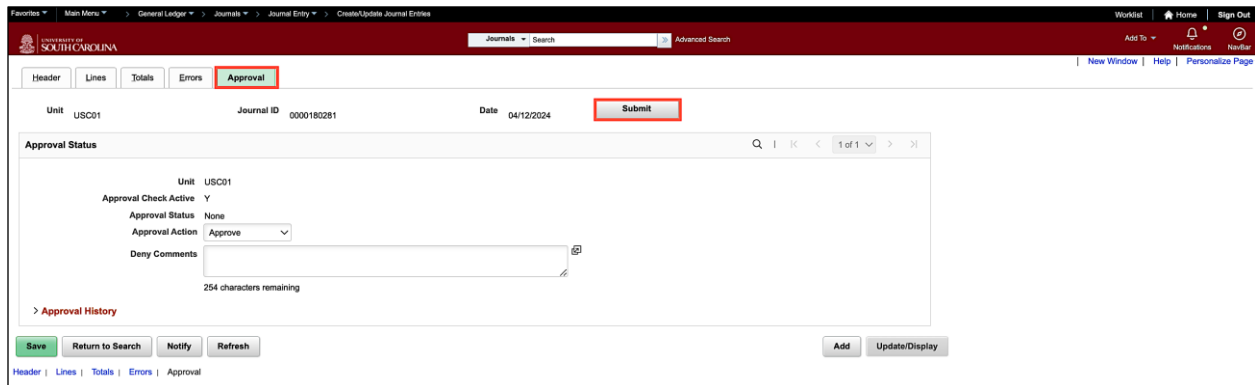 Favorites Main Menu > General Ledger > Journals > Journal Entry > Create/Update Journal Entries Worklist Home Sign Out
UNIVERSITY OF
SOUTH CAROLINA
Journals Search >> Advanced Search Add To Notifications NavBar
New Window | Help | Personalize Page
Header Lines Totals Errors Approval
Unit USC01 Journal ID 0000180281 Date 04/12/2024 Submit
Approval Status 1 of 1
Unit USC01
Approval Check Active Y
Approval Status None
Approval Action Approve
Deny Comments
254 characters remaining
> Approval History
Save Return to Search Notify Refresh Add Update/Display
Header | Lines | Totals | Errors | Approval